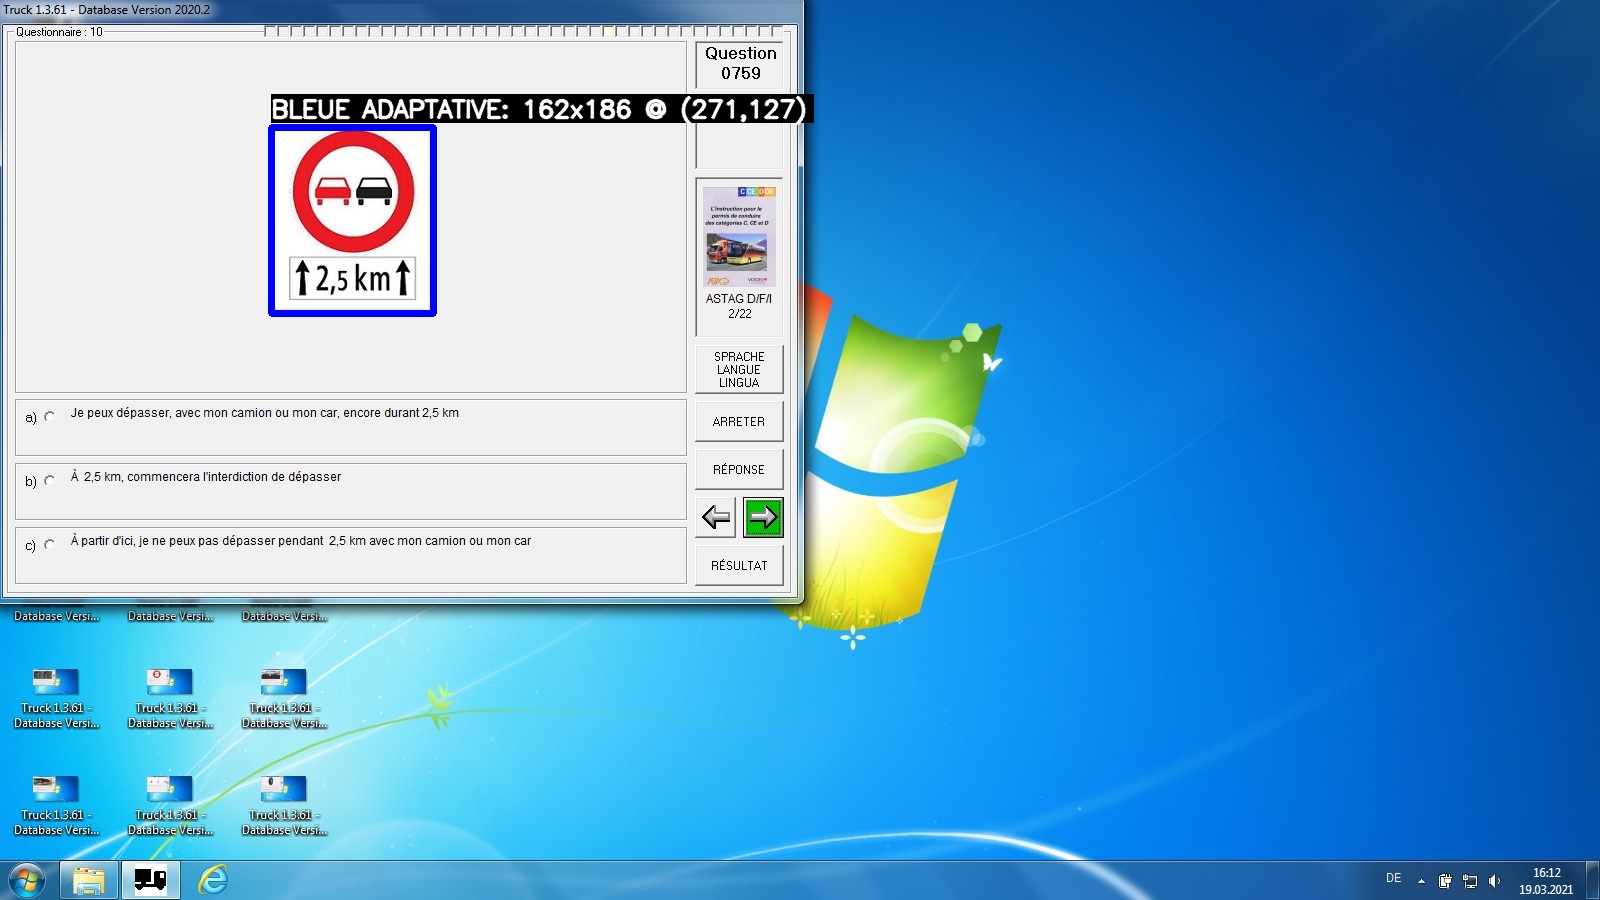 Truck 1.3.61 - Database Version 2020.2
Questionnaire : 10
Question
0759
BLEUE ADAPTATIVE: 162x186 @ (271,127)
2,5 km
C CE D DE
L'instruction pour le
permis de conduire
des catégories C, CE et D
ASTAG D/F/I
2/22
SPRACHE
LANGUE
LINGUA
a) Je peux dépasser, avec mon camion ou mon car, encore durant 2,5 km
ARRETER
b) À 2,5 km, commencera l'interdiction de dépasser
RÉPONSE
c) À partir d'ici, je ne peux pas dépasser pendant 2,5 km avec mon camion ou mon car
RÉSULTAT
Database Versi...
Database Versi...
Database Versi...
Truck 1.3.61 -
Database Versi...
Truck 1.3.61 -
Database Versi...
Truck 1.3.61 -
Database Versi...
Truck 1.3.61 -
Database Versi...
Truck 1.3.61 -
Database Versi...
Truck 1.3.61 -
Database Versi...
DE
16:12
19.03.2021